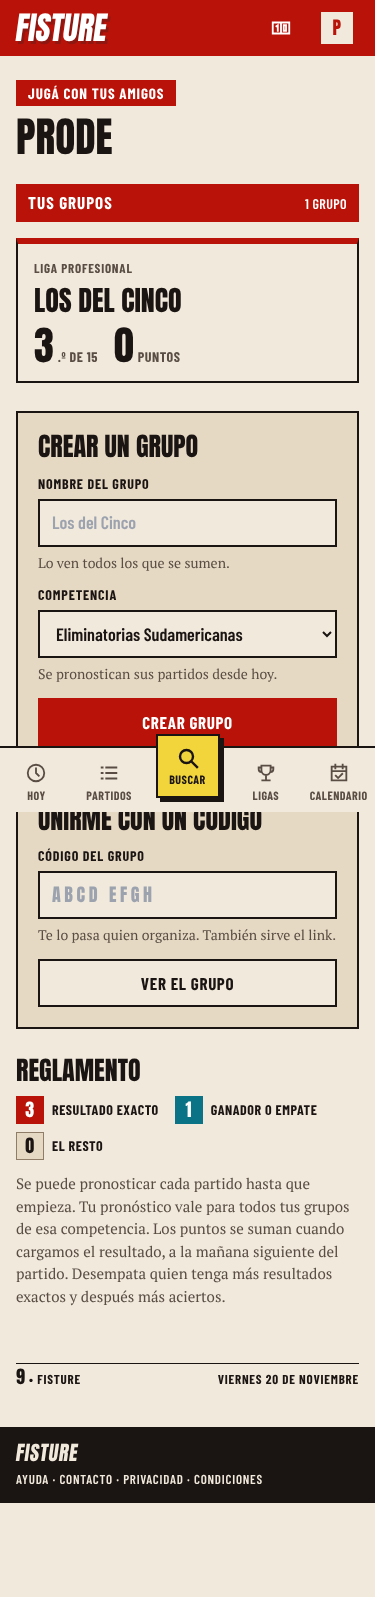 FISTURE
P
JUGÁ CON TUS AMIGOS
PRODE
TUS GRUPOS 1 GRUPO
LIGA PROFESIONAL
LOS DEL CINCO
3.º DE 15 0 PUNTOS
CREAR UN GRUPO
NOMBRE DEL GRUPO
Los del Cinco
Lo ven todos los que se sumen.
COMPETENCIA
Eliminatorias Sudamericanas
Se pronostican sus partidos desde hoy.
CREAR GRUPO
HOY PARTIDOS BUSCAR LIGAS CALENDARIO
UNIRME CON UN CÓDIGO
CÓDIGO DEL GRUPO
ABCD EFGH
Te lo pasa quien organiza. También sirve el link.
VER EL GRUPO
REGLAMENTO
3 RESULTADO EXACTO 1 GANADOR O EMPATE
0 EL RESTO
Se puede pronosticar cada partido hasta que
empieza. Tu pronóstico vale para todos tus grupos
de esa competencia. Los puntos se suman cuando
cargamos el resultado, a la mañana siguiente del
partido. Desempata quien tenga más resultados
exactos y después más aciertos.
9 • FISTURE VIERNES 20 DE NOVIEMBRE
FISTURE
AYUDA · CONTACTO · PRIVACIDAD · CONDICIONES